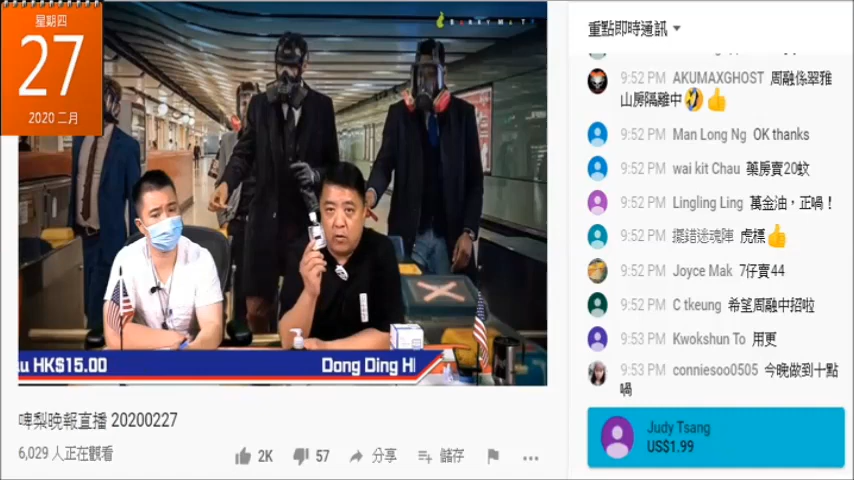 星期四
27
2020 二月
BARRYMATT
重點即時通訊
9:52 PM AKUMAXGHOST 周融係翠雅
山房隔離中
9:52 PM Man Long Ng OK thanks
9:52 PM wai kit Chau 藥房賣20蚊
9:52 PM Lingling Ling 萬金油，正喎！
9:52 PM 擺錯迷魂陣 虎標
9:52 PM Joyce Mak 7仔賣44
9:52 PM C tkeung 希望周融中招啦
9:53 PM Kwokshun To 用更
9:53 PM conniesoo0505 今晚做到十點
喎
Judy Tsang
US$1.99
u HK$15.00
Dong Ding H
啤梨晚報直播 20200227
6,029 人正在觀看
2K
57
分享
儲存